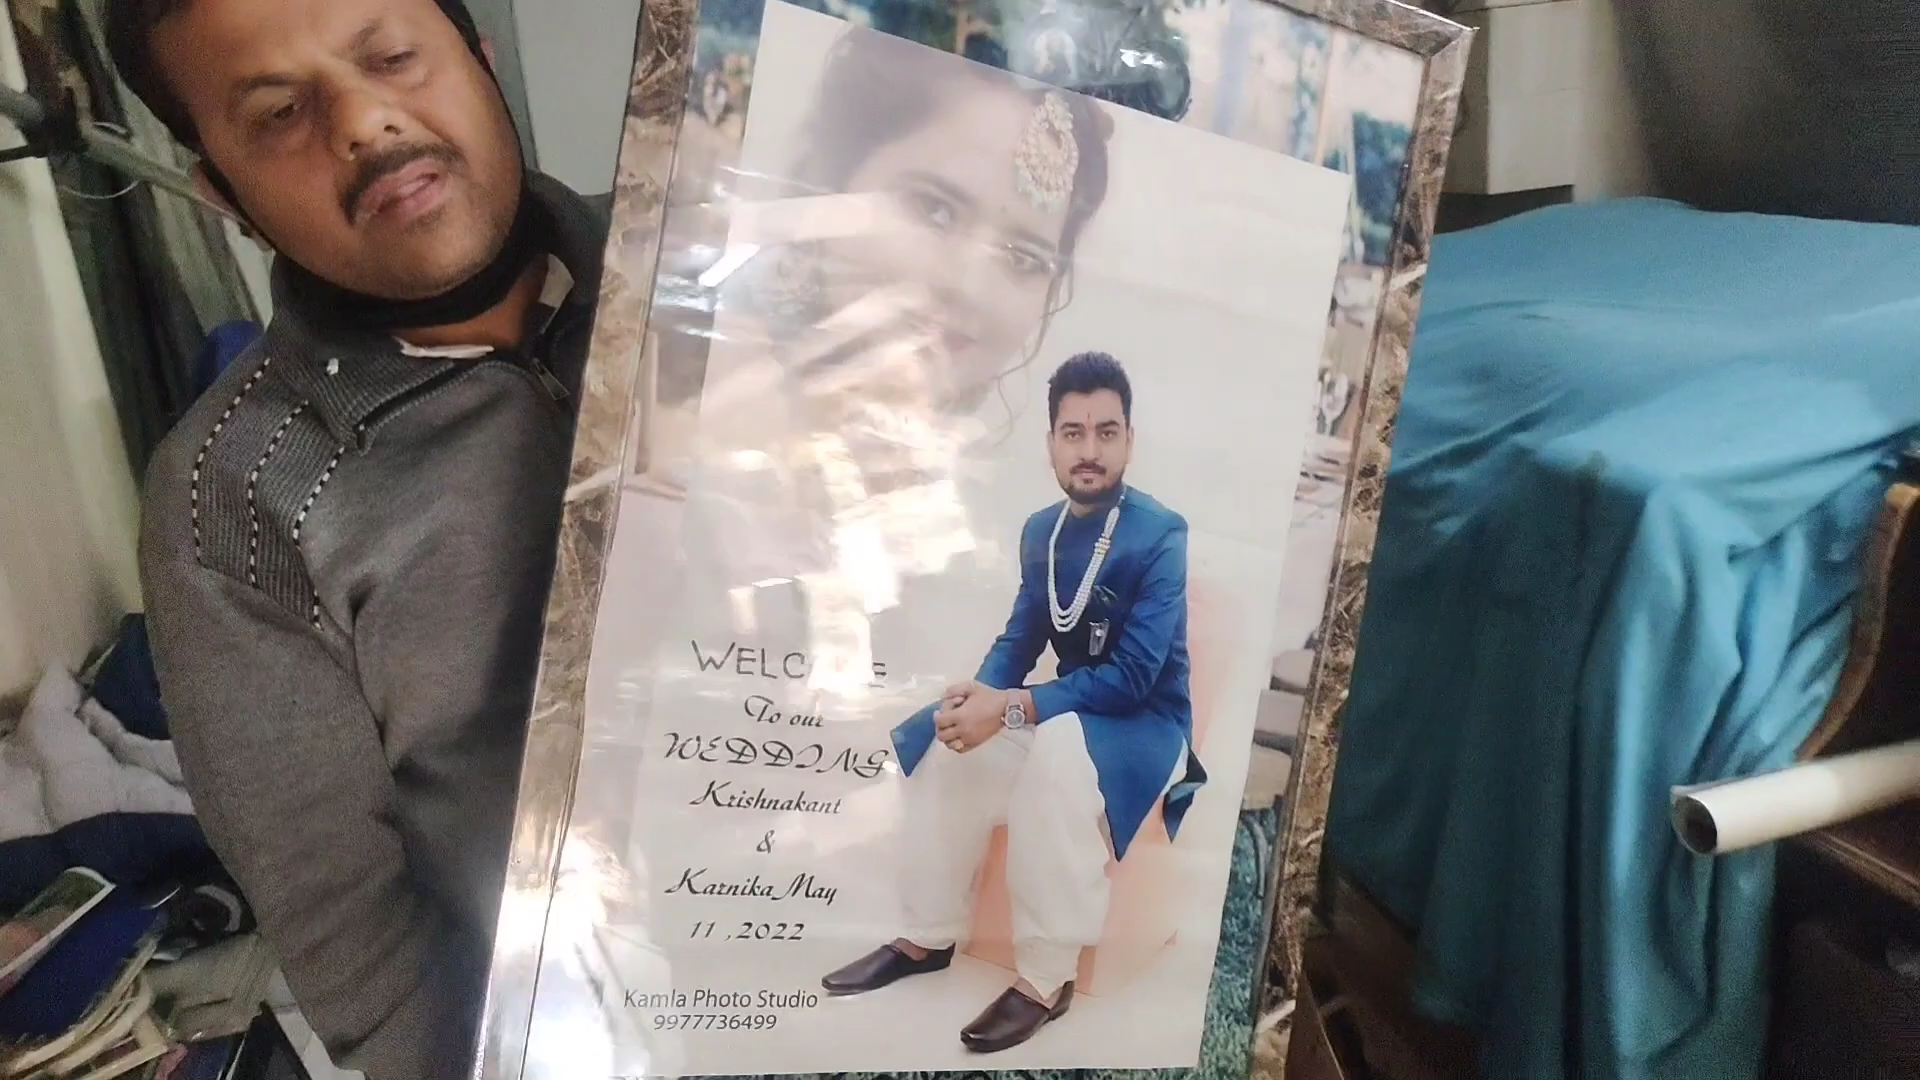 WELCOME
To our
WEDDING
Krishnakant
&
Karnika May
11 ,2022
Kamla Photo Studio
9977736499